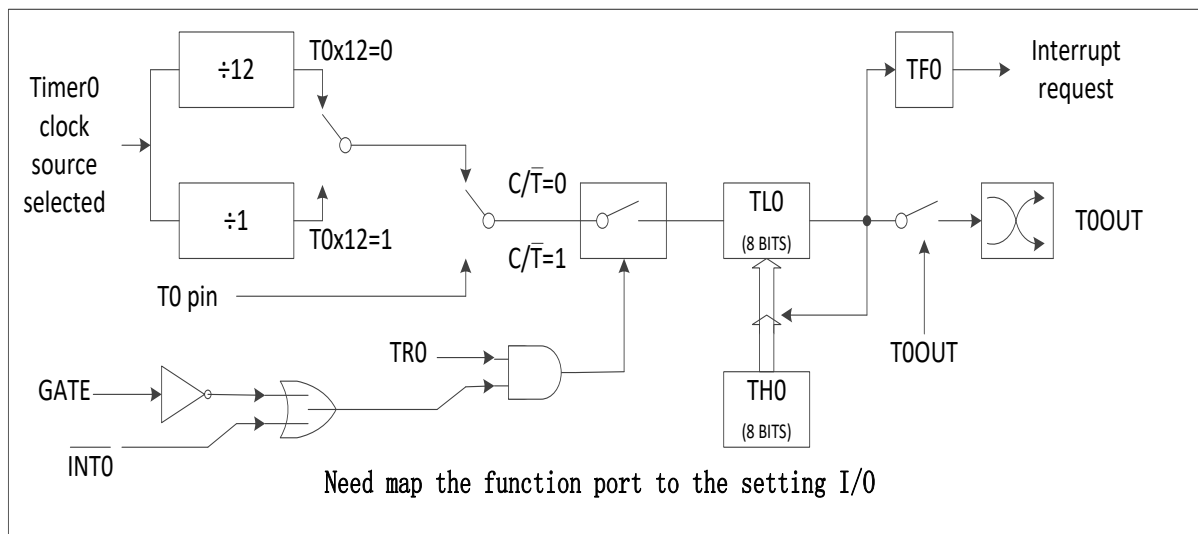 Timer0
clock
source
selected
÷12
÷1
T0x12=0
T0x12=1
T0 pin
C/T̅=0
C/T̅=1
TL0
(8 BITS)
TF0
Interrupt
request
T0OUT
T0OUT
TR0
GATE
I̅N̅T̅0̅
TH0
(8 BITS)
Need map the function port to the setting I/O